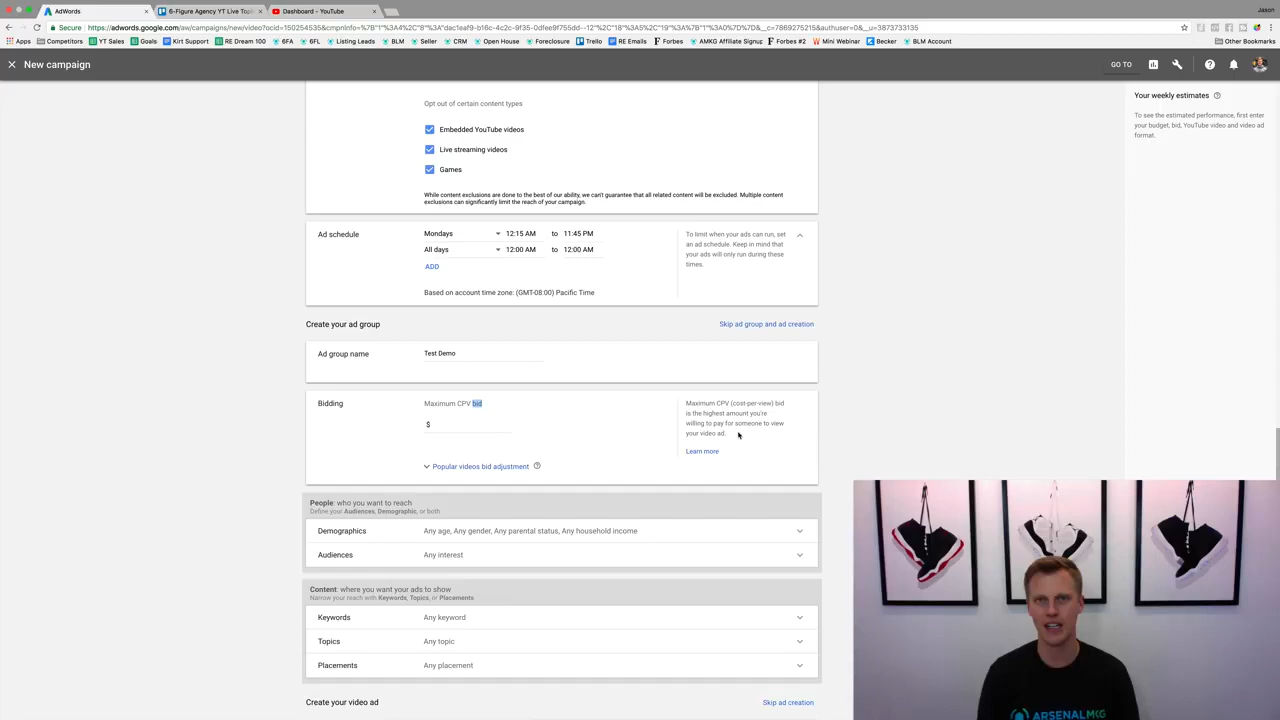 Jason
AdWords
6-Figure Agency YT Live Topi
Dashboard - YouTube
Secure
https://adwords.google.com/aw/campaigns/new/video?ocid=150254535&cmpnInfo=%7B"1"%3A4%2C"8"%3A"dac1eaf9-b16c-4c2c-9f35-0dfee9f755dd--12"%2C"18"%3A5%2C"19"%3A"7B"1"%3A0%7D%7D&__c=7869275215&authuser=0&__u=3873733135
Apps
Competitors
YT Sales
Goals
Kirt Support
RE Dream 100
6FA
6FL
Listing Leads
BLM
Seller
CRM
Open House
Foreclosure
Trello
RE Emails
Forbes
AMKG Affiliate Signup
Forbes #2
Mini Webinar
Becker
BLM Account
Other Bookmarks
New campaign
GO TO
Your weekly estimates
To see the estimated performance, first enter
your budget, bid, YouTube video and video ad
format.
Opt out of certain content types
Embedded YouTube videos
Live streaming videos
Games
While content exclusions are done to the best of our ability, we can't guarantee that all related content will be excluded. Multiple content
exclusions can significantly limit the reach of your campaign.
Ad schedule
Mondays
12:15 AM
to
11:45 PM
All days
12:00 AM
to
12:00 AM
ADD
Based on account time zone: (GMT-08:00) Pacific Time
To limit when your ads can run, set
an ad schedule. Keep in mind that
your ads will only run during these
times.
Create your ad group
Skip ad group and ad creation
Ad group name
Test Demo
Bidding
Maximum CPV bid
$
Popular videos bid adjustment
Maximum CPV (cost-per-view) bid
is the highest amount you're
willing to pay for someone to view
your video ad.
Learn more
People: who you want to reach
Define your Audiences, Demographic, or both
Demographics
Any age, Any gender, Any parental status, Any household income
Audiences
Any interest
Content: where you want your ads to show
Narrow your reach with Keywords, Topics, or Placements
Keywords
Any keyword
Topics
Any topic
Placements
Any placement
Create your video ad
Skip ad creation
ARSENALMKG